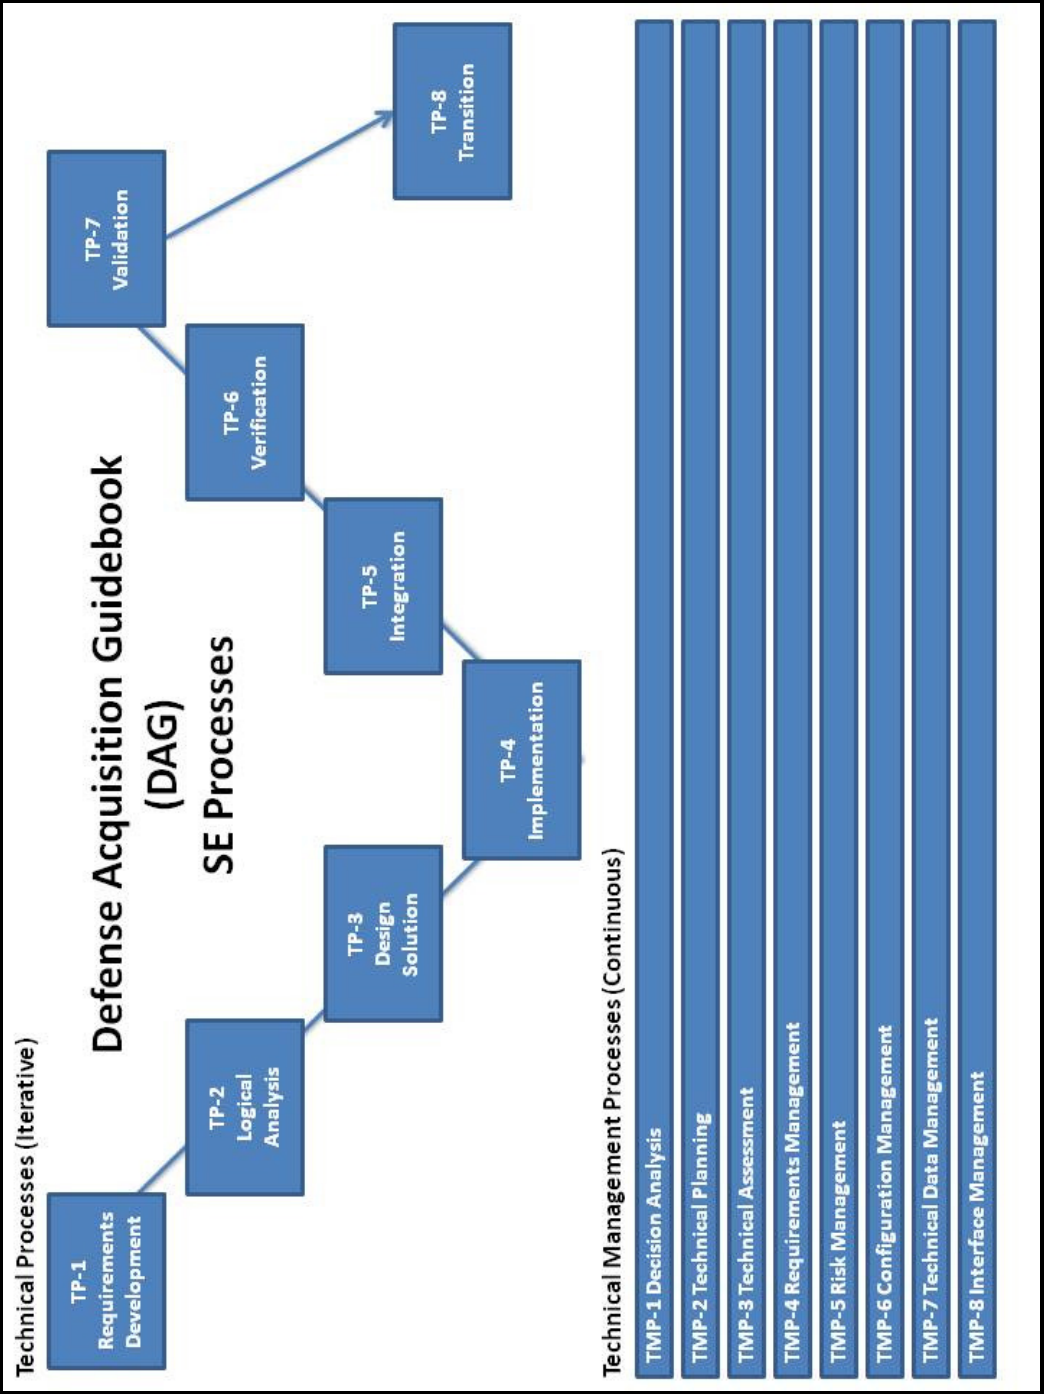 Technical Processes (Iterative)
Defense Acquisition Guidebook
(DAG)
SE Processes
TP-1
Requirements
Development
TP-2
Logical
Analysis
TP-3
Design
Solution
TP-4
Implementation
TP-5
Integration
TP-6
Verification
TP-7
Validation
TP-8
Transition
Technical Management Processes (Continuous)
TMP-1 Decision Analysis
TMP-2 Technical Planning
TMP-3 Technical Assessment
TMP-4 Requirements Management
TMP-5 Risk Management
TMP-6 Configuration Management
TMP-7 Technical Data Management
TMP-8 Interface Management